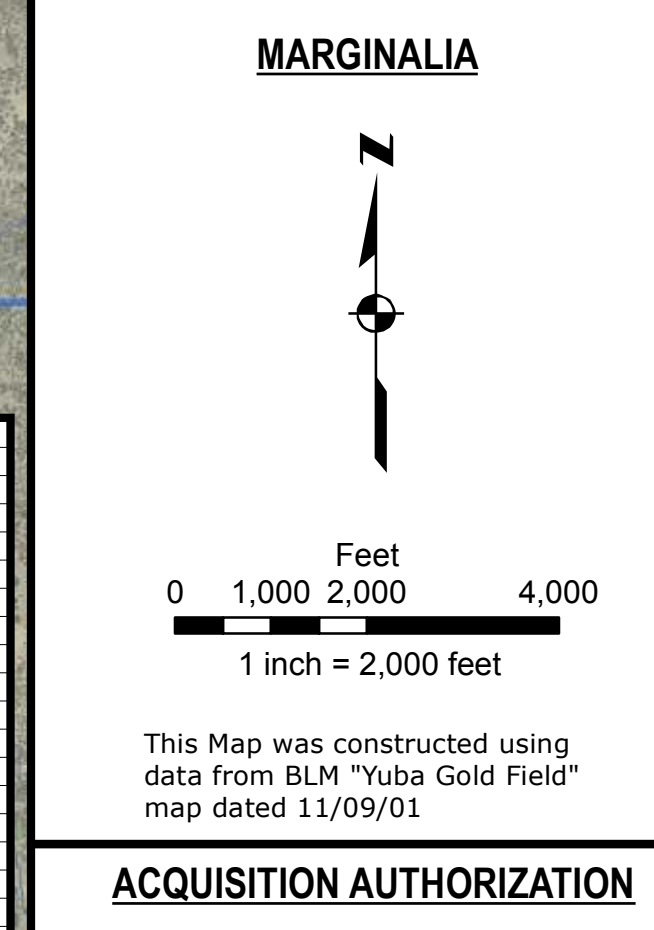 MARGINALIA
N
Feet
0 1,000 2,000 4,000
1 inch = 2,000 feet
This Map was constructed using
data from BLM "Yuba Gold Field"
map dated 11/09/01
ACQUISITION AUTHORIZATION